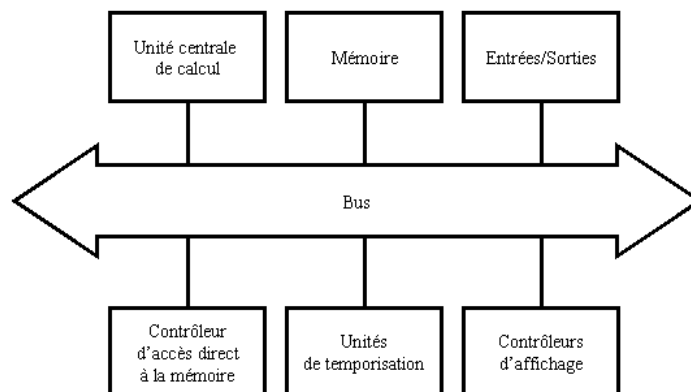 Unité centrale
de calcul
Mémoire
Entrées/Sorties
Bus
Contrôleur
d'accès direct
à la mémoire
Unités
de temporisation
Contrôleurs
d'affichage